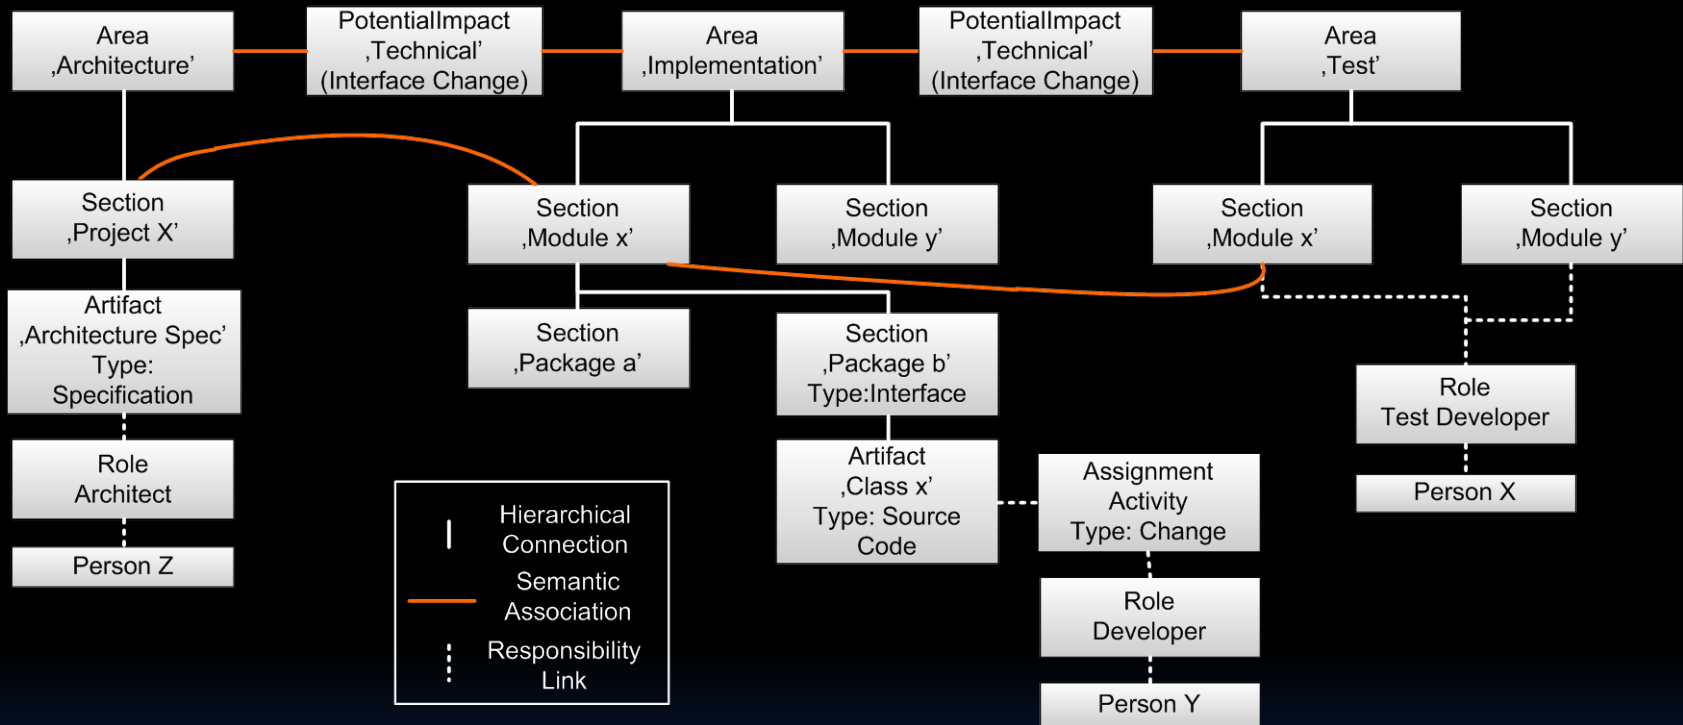 Area
‚Architecture’
PotentialImpact
‚Technical’
(Interface Change)
Area
‚Implementation’
PotentialImpact
‚Technical’
(Interface Change)
Area
‚Test’
Section
‚Project X’
Section
‚Module x’
Section
‚Module y’
Section
‚Module x’
Section
‚Module y’
Artifact
‚Architecture Spec’
Type:
Specification
Section
‚Package a’
Section
‚Package b’
Type:Interface
Role
Test Developer
Role
Architect
Artifact
‚Class x’
Type: Source
Code
Assignment
Activity
Type: Change
Person X
Person Z
Role
Developer
Person Y
Hierarchical
Connection
Semantic
Association
Responsibility
Link